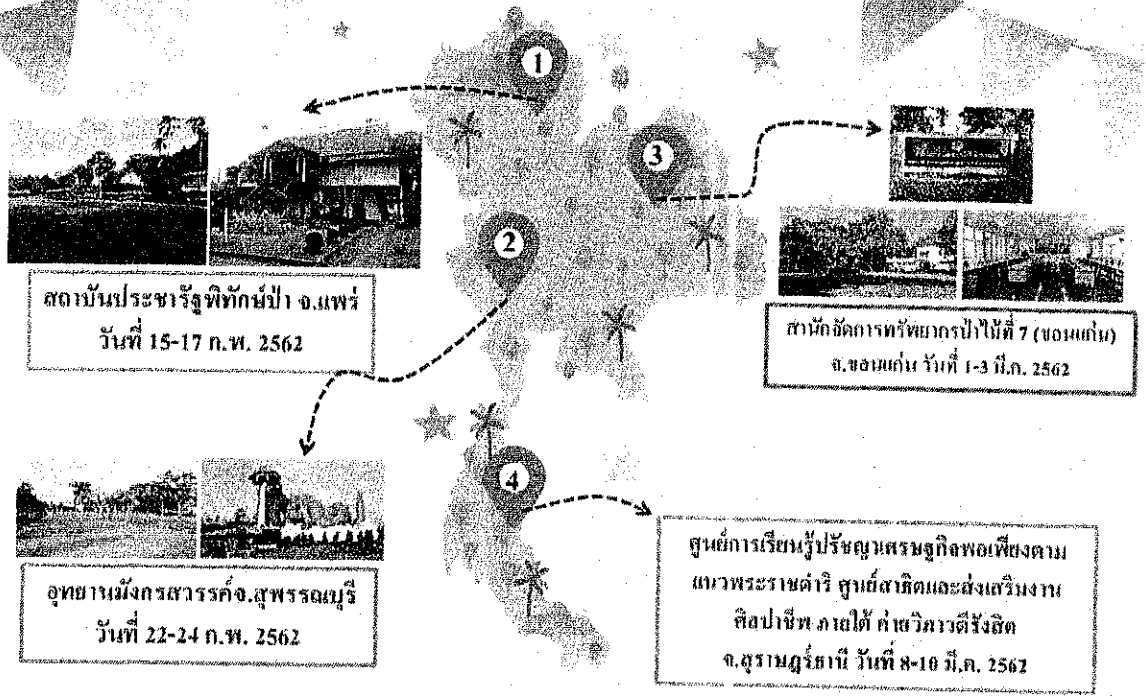 1
สถาบันประชารัฐพิทักษ์ป่า จ.แพร่
วันที่ 15-17 ก.พ. 2562
2
อุทยานมังกรสวรรค์จ.สุพรรณบุรี
วันที่ 22-24 ก.พ. 2562
3
สำนักจัดการทรัพยากรป่าไม้ที่ 7 (ขอนแก่น)
จ.ขอนแก่น วันที่ 1-3 มี.ค. 2562
4
ศูนย์การเรียนรู้ปรัชญาเศรษฐกิจพอเพียงตาม
แนวพระราชดำริ ศูนย์สาธิตและส่งเสริมงาน
ศิลปาชีพ ภายใต้ ค่ายวิภาวดีรังสิต
จ.สุราษฎร์ธานี วันที่ 8-10 มี.ค. 2562